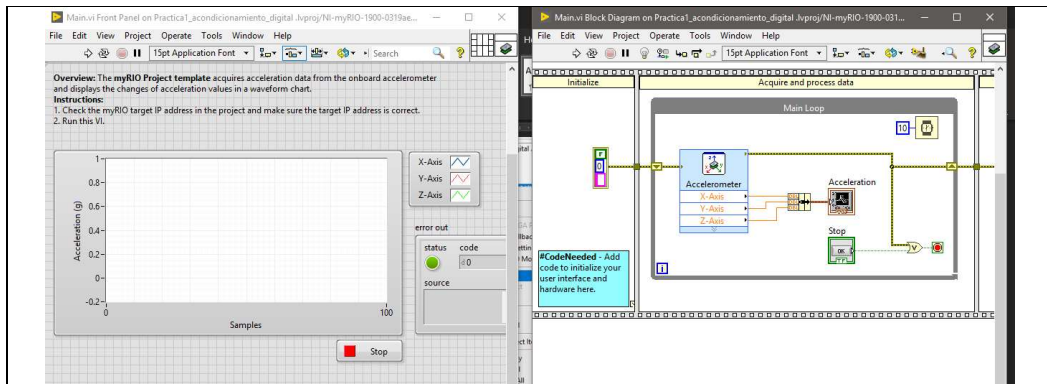 Main.vi Front Panel on Practica1_acondicionamiento_digital .lvproj/NI-myRIO-1900-0319ae...
File Edit View Project Operate Tools Window Help
15pt Application Font
Search
Overview: The myRIO Project template acquires acceleration data from the onboard accelerometer
and displays the changes of acceleration values in a waveform chart.
Instructions:
1. Check the myRIO target IP address in the project and make sure the target IP address is correct.
2. Run this VI.
1-
0.8-
0.6-
0.4-
0.2-
0-
-0.2-
Acceleration (g)
0
100
Samples
X-Axis
Y-Axis
Z-Axis
error out
status code
0
source
Stop
Main.vi Block Diagram on Practica1_acondicionamiento_digital .lvproj/NI-myRIO-1900-031...
File Edit View Project Operate Tools Window Help
15pt Application Font
Initialize
Acquire and process data
Main Loop
10
F
0
Accelerometer
X-Axis
Y-Axis
Z-Axis
Acceleration
Stop
OK
TF
i
#CodeNeeded - Add
code to initialize your
user interface and
hardware here.